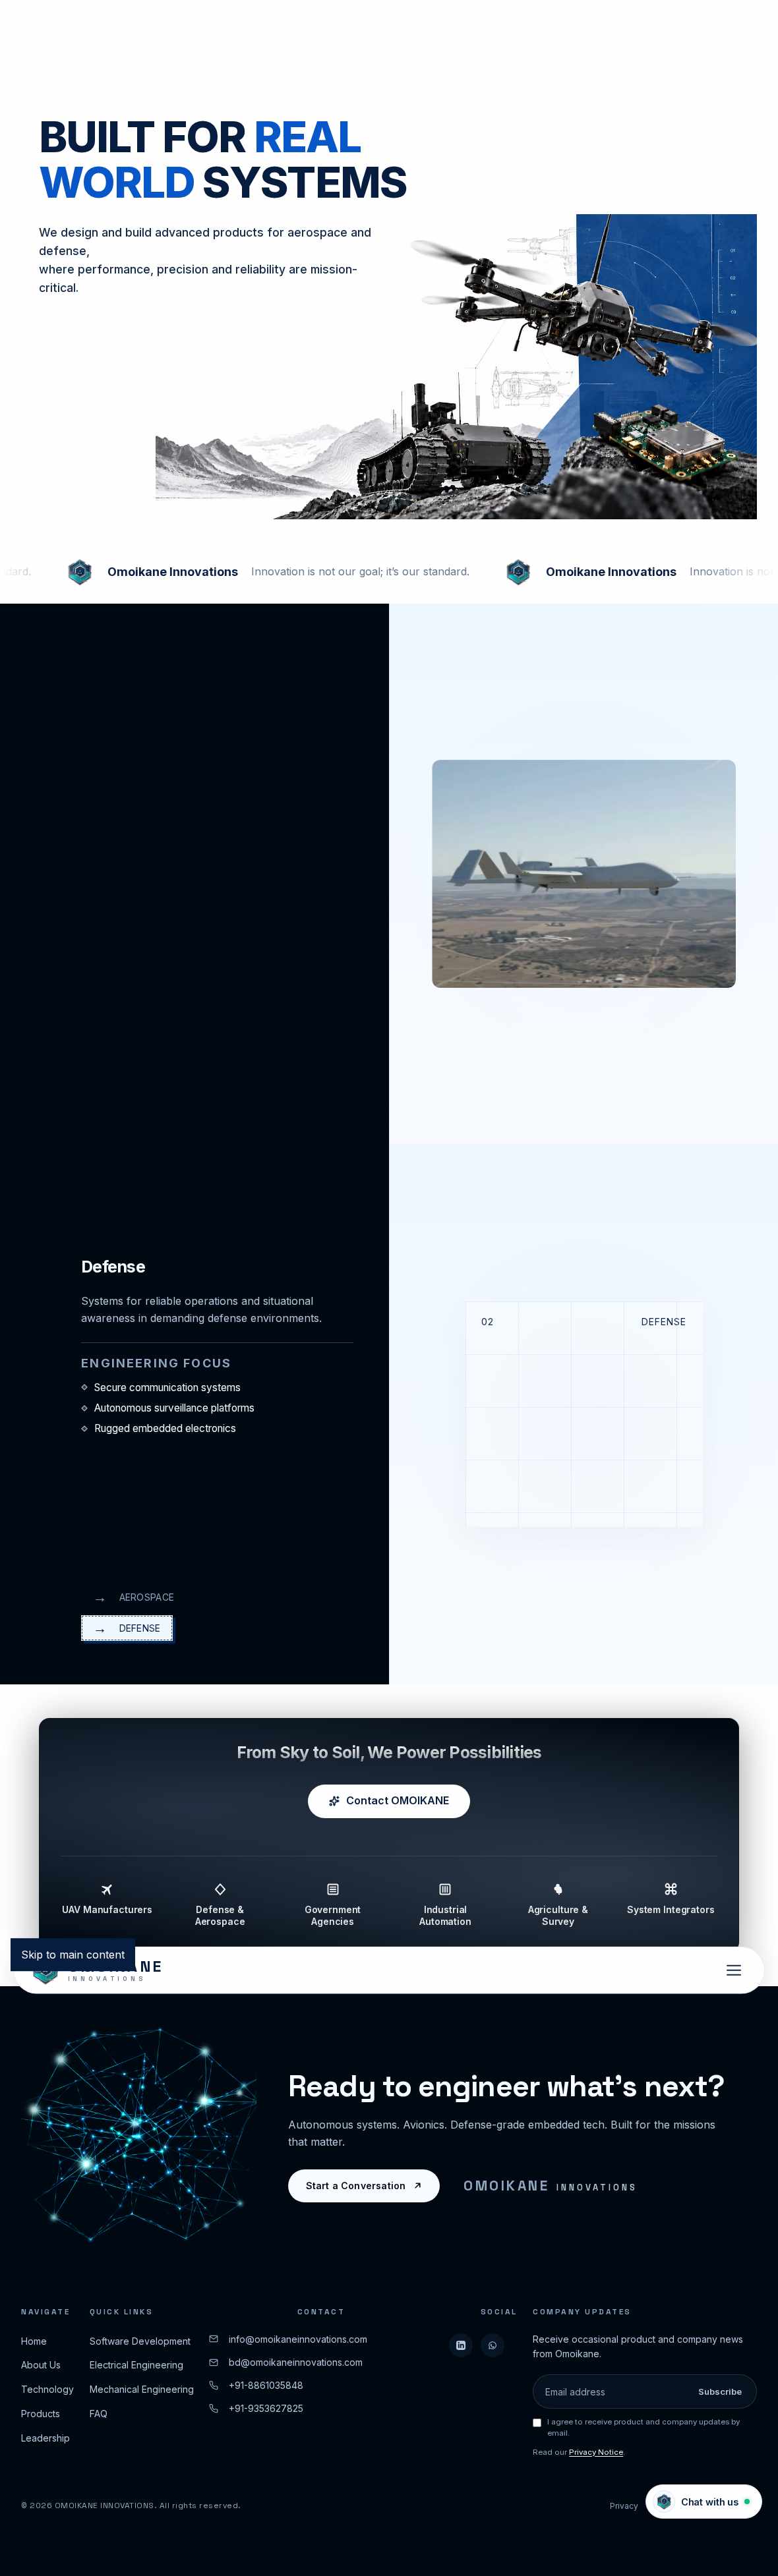 BUILT FOR REAL
WORLD SYSTEMS
We design and build advanced products for aerospace and
defense,
where performance, precision and reliability are mission-
critical.
Omoikane Innovations Innovation is not our goal; it's our standard. Omoikane Innovations Innovation is
Defense
Systems for reliable operations and situational
awareness in demanding defense environments.
ENGINEERING FOCUS
Secure communication systems
Autonomous surveillance platforms
Rugged embedded electronics
02 DEFENSE
→ AEROSPACE
→ DEFENSE
From Sky to Soil, We Power Possibilities
Contact OMOIKANE
UAV Manufacturers
Defense &
Aerospace
Government
Agencies
Industrial
Automation
Agriculture &
Survey
System Integrators
Skip to main content
INNOVATIONS
Ready to engineer what's next?
Autonomous systems. Avionics. Defense-grade embedded tech. Built for the missions
that matter.
Start a Conversation
OMOIKANE INNOVATIONS
NAVIGATE
Home
About Us
Technology
Products
Leadership
QUICK LINKS
Software Development
Electrical Engineering
Mechanical Engineering
FAQ
CONTACT
info@omoikaneinnovations.com
bd@omoikaneinnovations.com
+91-8861035848
+91-9353627825
SOCIAL
COMPANY UPDATES
Receive occasional product and company news
from Omoikane.
Email address Subscribe
I agree to receive product and company updates by
email.
Read our Privacy Notice.
© 2026 OMOIKANE INNOVATIONS. All rights reserved.
Privacy
Chat with us